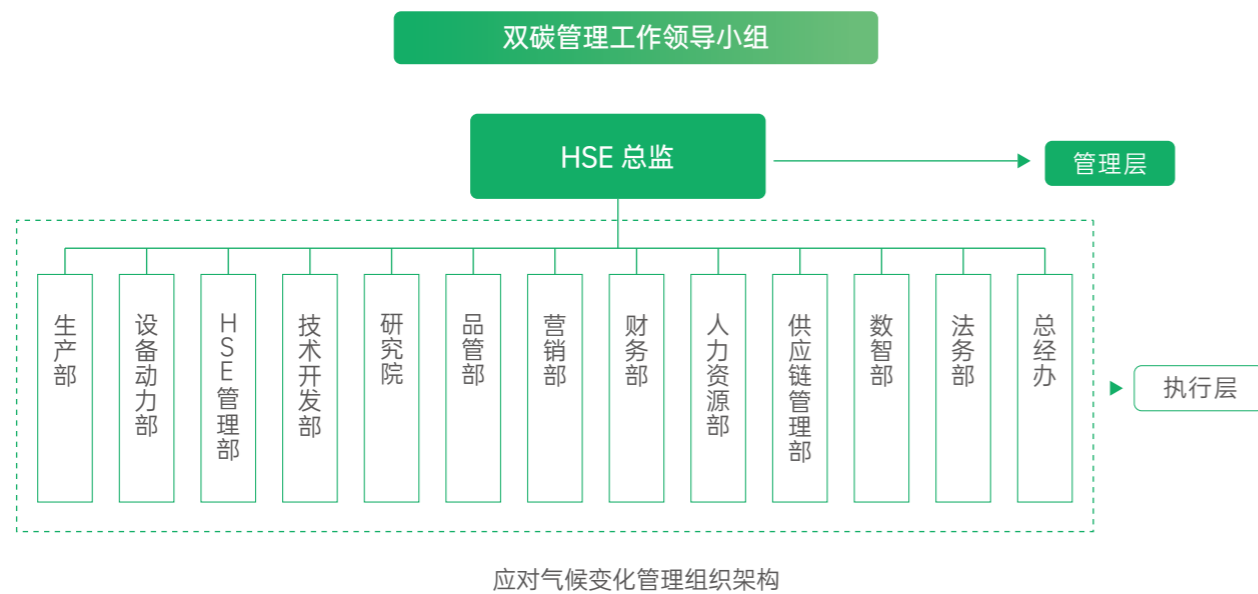 双碳管理工作领导小组
HSE 总监
管理层
生产部
设备动力部
HSE管理部
技术开发部
研究院
品管部
营销部
财务部
人力资源部
供应链管理部
数智部
法务部
总经办
执行层
应对气候变化管理组织架构